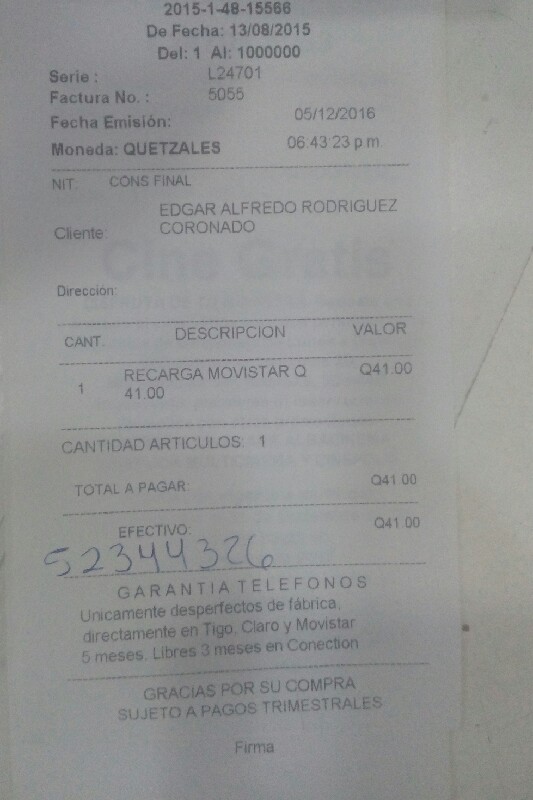 2015-1-48-15566
De Fecha: 13/08/2015
Del: 1 Al: 1000000
Serie : L24701
Factura No. : 5055
Fecha Emisión: 05/12/2016
Moneda: QUETZALES 06:43:23 p.m.
NIT: CONS FINAL
Cliente: EDGAR ALFREDO RODRIGUEZ
CORONADO
Cine Gratis
Dirección:
CANT. DESCRIPCION VALOR
1 RECARGA MOVISTAR Q Q41.00
41.00
CANTIDAD ARTICULOS: 1
TOTAL A PAGAR: Q41.00
EFECTIVO: Q41.00
52344326
GARANTIA TELEFONOS
Unicamente desperfectos de fábrica,
directamente en Tigo, Claro y Movistar
5 meses, Libres 3 meses en Conection
GRACIAS POR SU COMPRA
SUJETO A PAGOS TRIMESTRALES
Firma